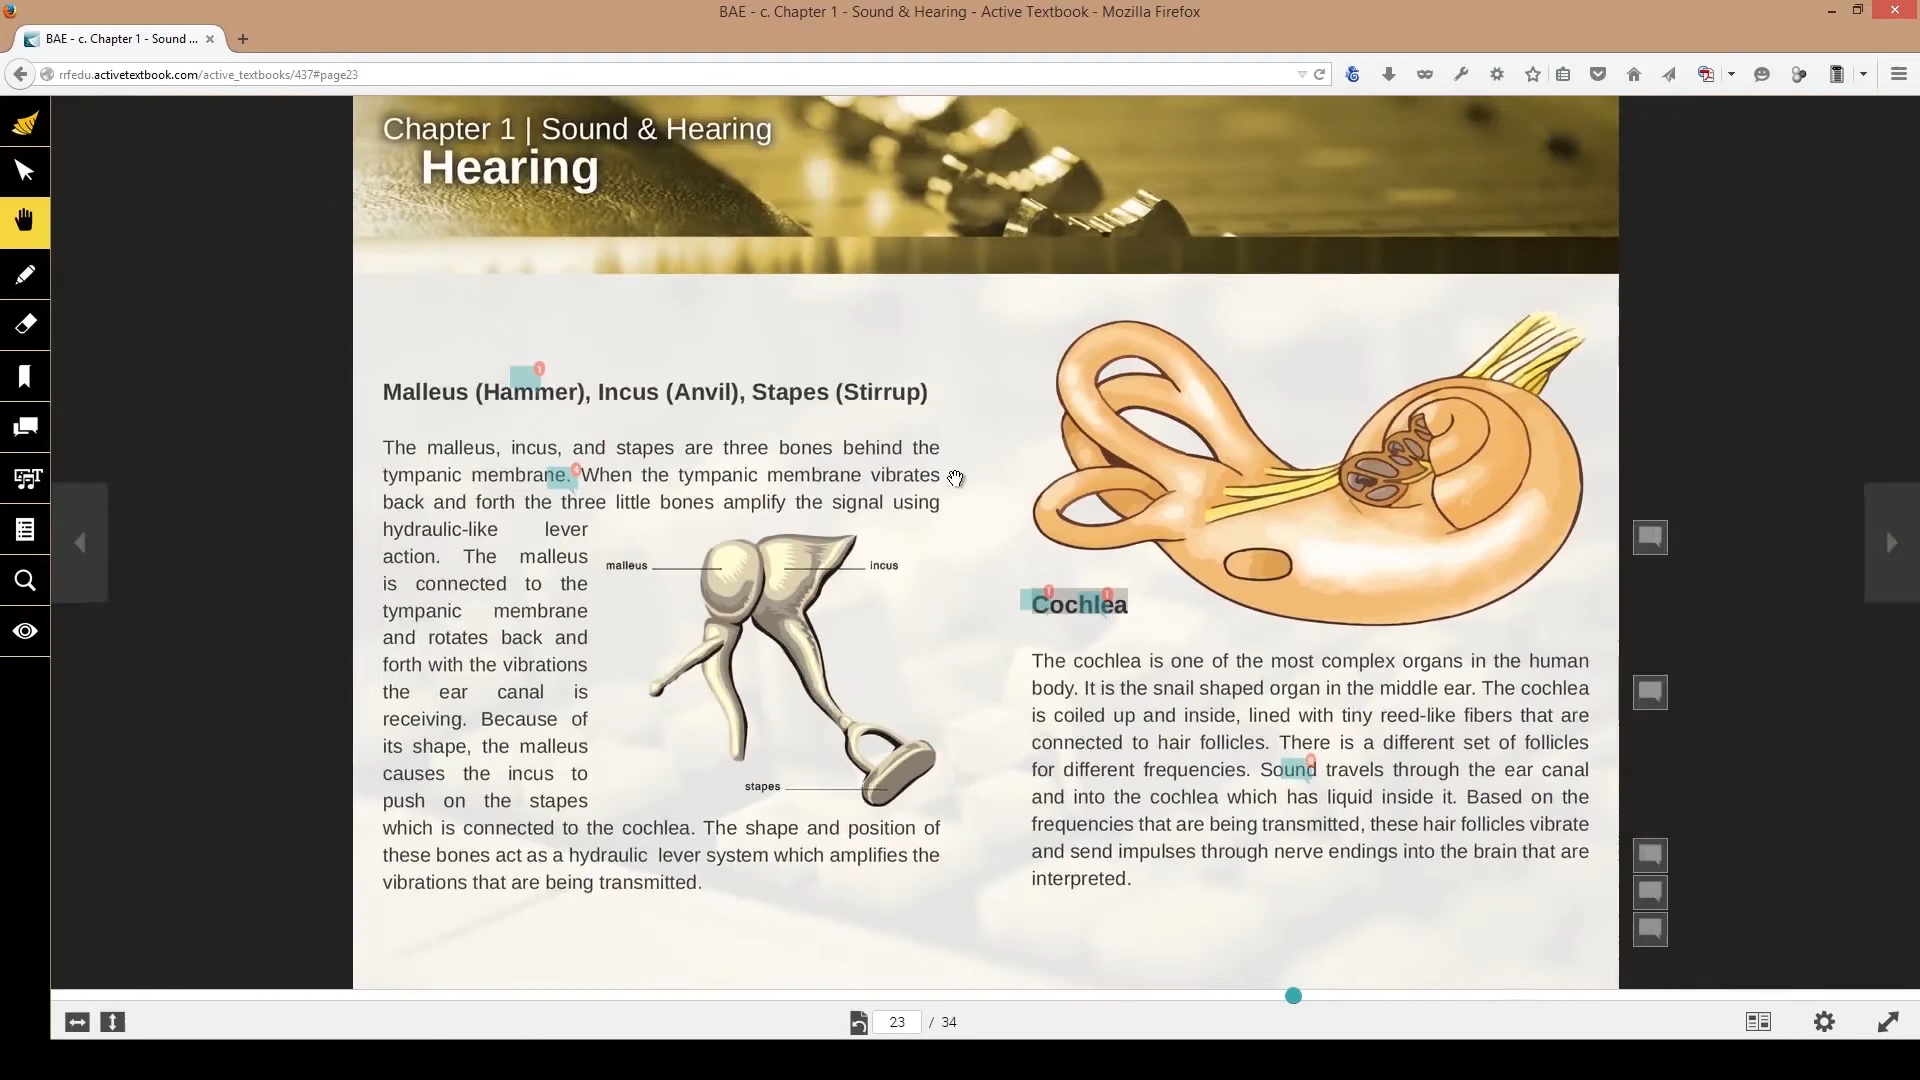 BAE - c. Chapter 1 - Sound & Hearing - Active Textbook - Mozilla Firefox
BAE - c. Chapter 1 - Sound ...
rrfedu.activetextbook.com/active_textbooks/437#page23
Chapter 1 | Sound & Hearing
Hearing
Malleus (Hammer), Incus (Anvil), Stapes (Stirrup)
The malleus, incus, and stapes are three bones behind the
tympanic membrane. When the tympanic membrane vibrates
back and forth the three little bones amplify the signal using
hydraulic-like lever
action. The malleus
is connected to the
tympanic membrane
and rotates back and
forth with the vibrations
the ear canal is
receiving. Because of
its shape, the malleus
causes the incus to
push on the stapes
which is connected to the cochlea. The shape and position of
these bones act as a hydraulic lever system which amplifies the
vibrations that are being transmitted.
malleus
incus
stapes
Cochlea
The cochlea is one of the most complex organs in the human
body. It is the snail shaped organ in the middle ear. The cochlea
is coiled up and inside, lined with tiny reed-like fibers that are
connected to hair follicles. There is a different set of follicles
for different frequencies. Sound travels through the ear canal
and into the cochlea which has liquid inside it. Based on the
frequencies that are being transmitted, these hair follicles vibrate
and send impulses through nerve endings into the brain that are
interpreted.
23 / 34